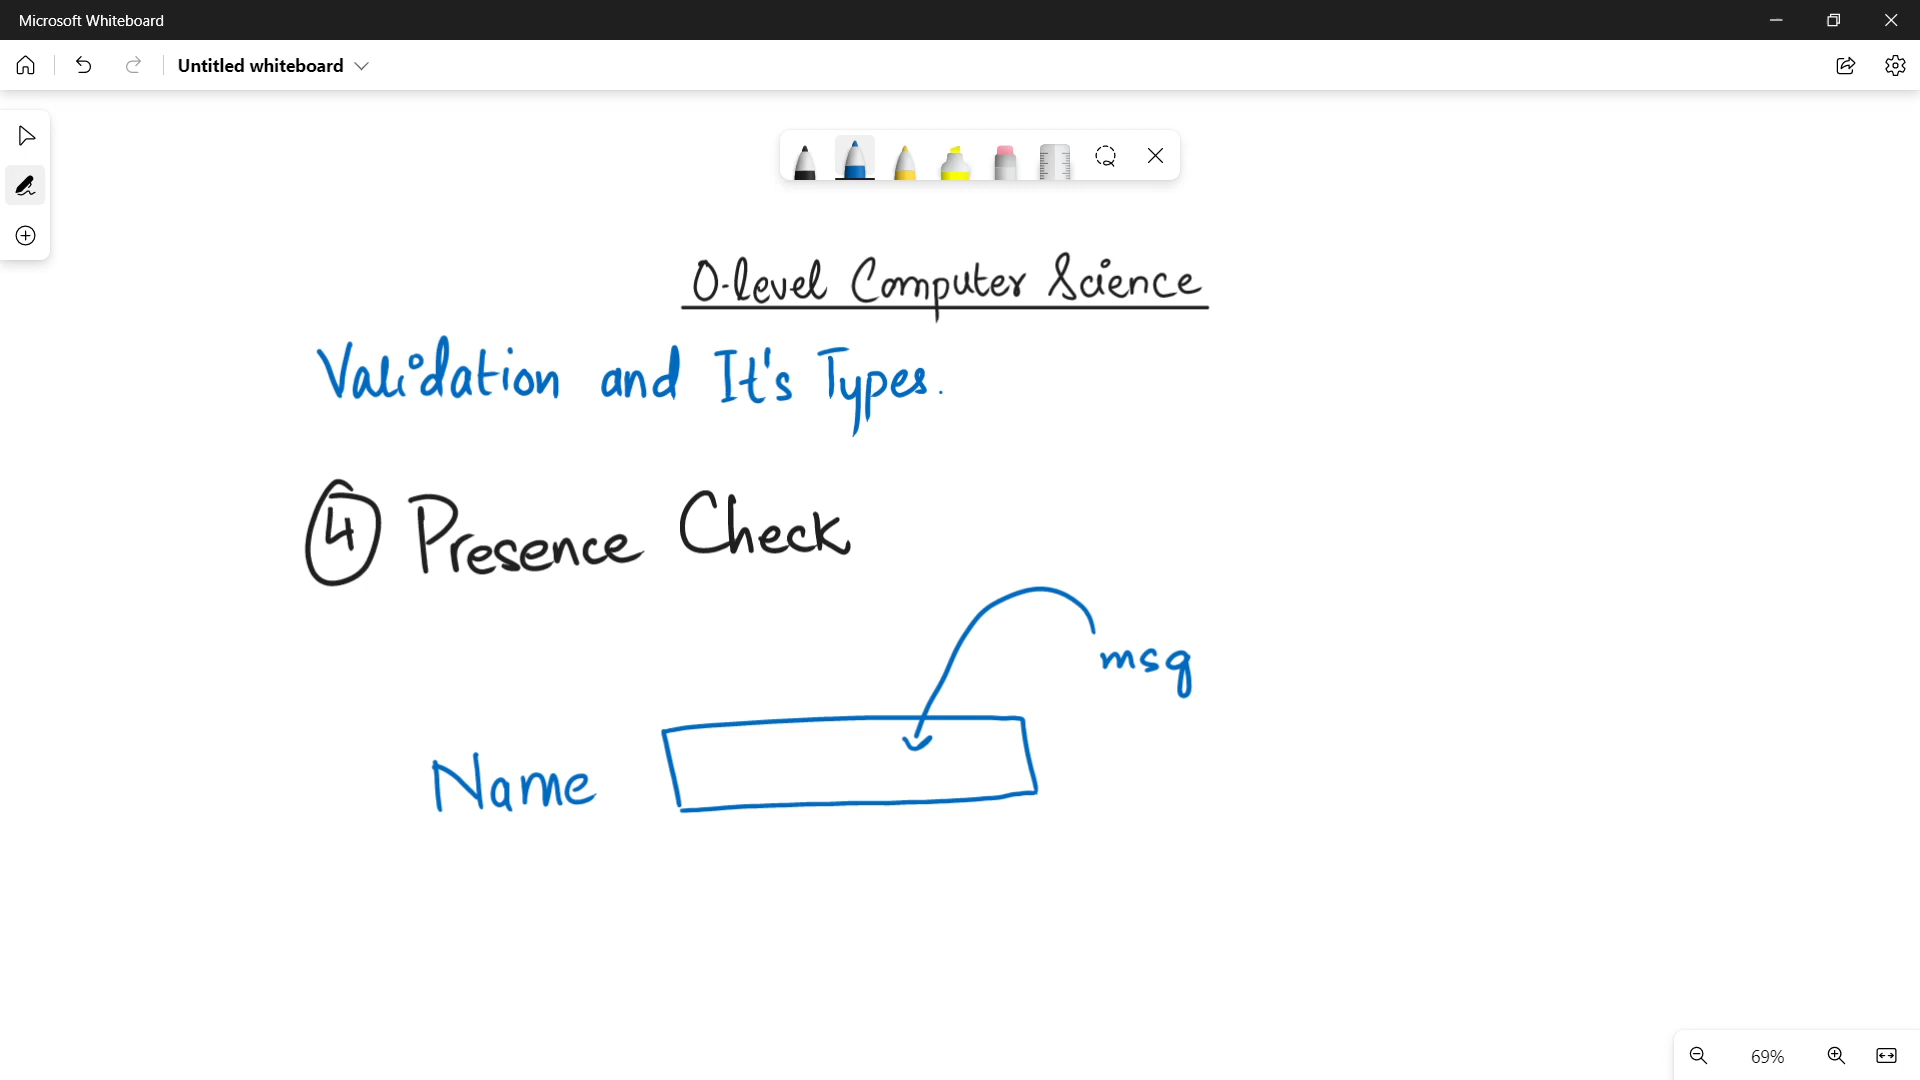 Microsoft Whiteboard
Untitled whiteboard
O-level Computer Science
Validation and It's Types.
4 Presence Check
msg
Name
69%